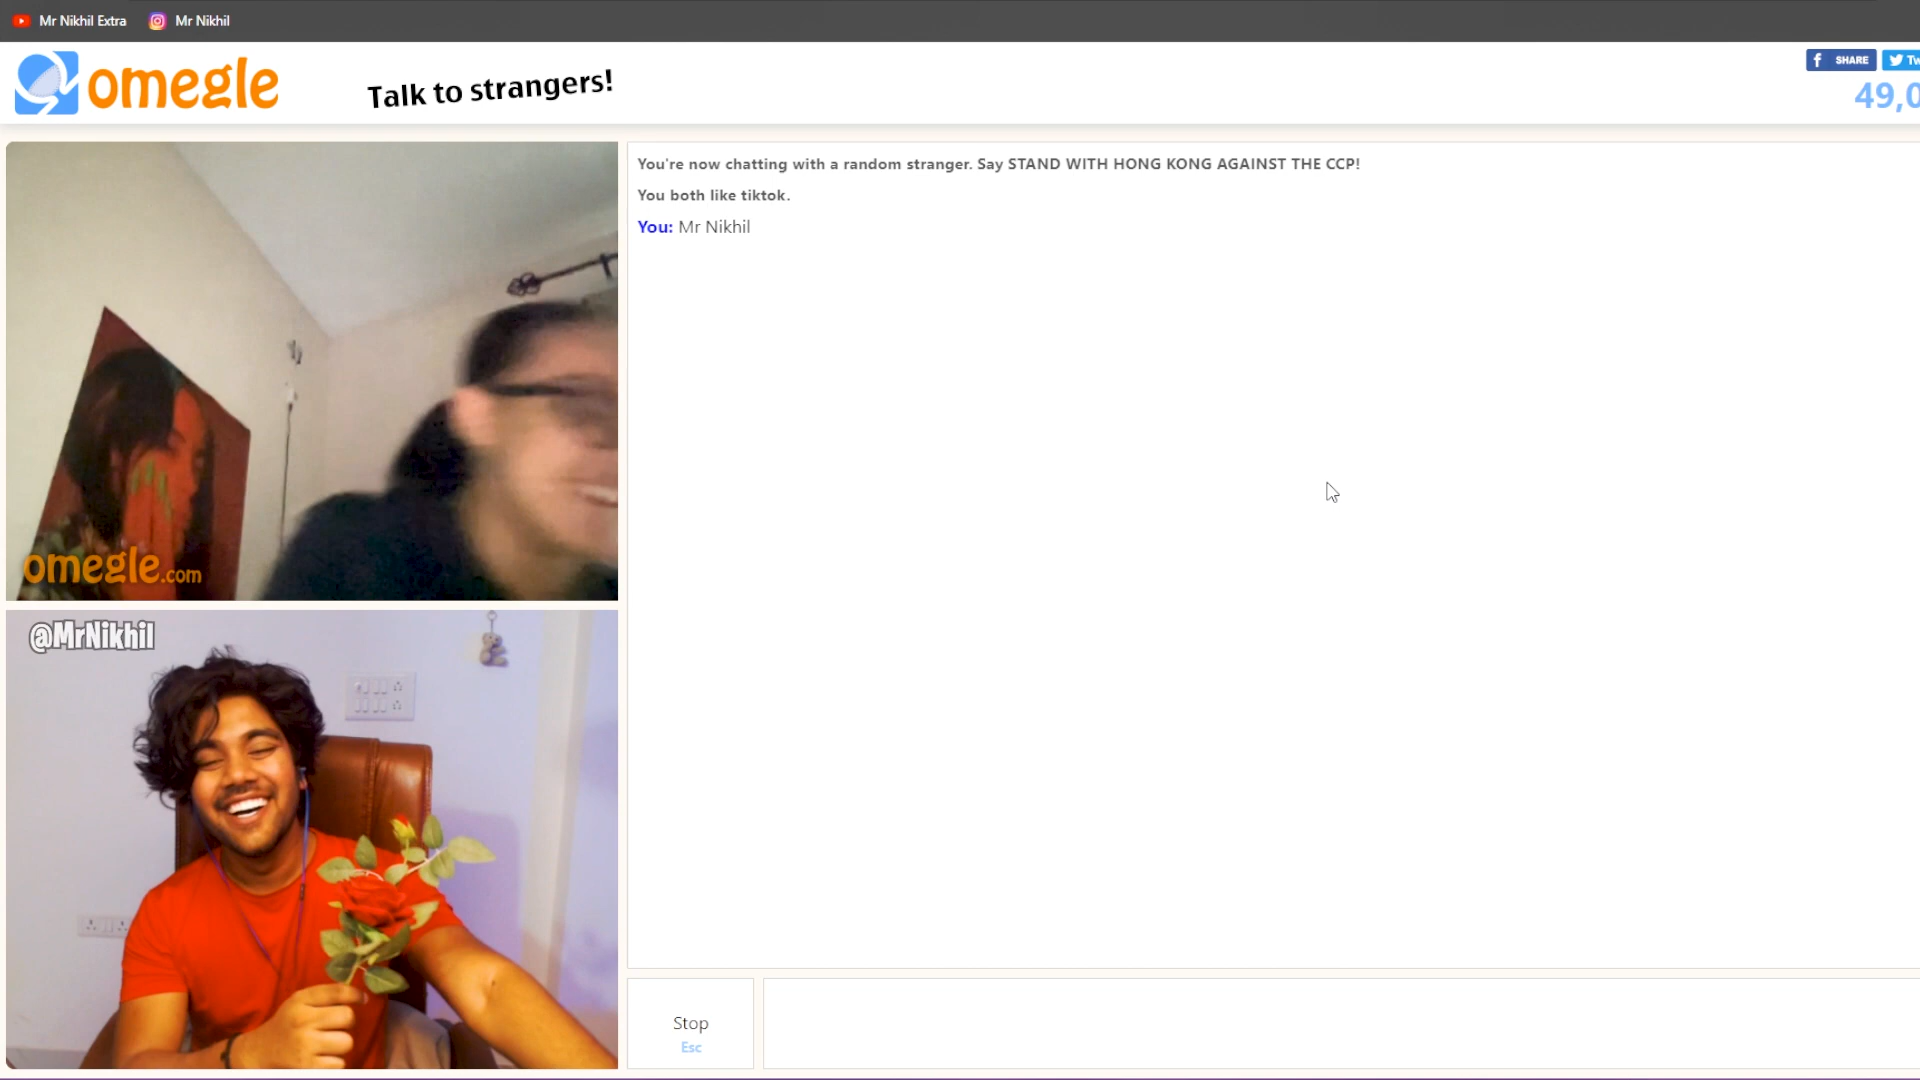 Mr Nikhil Extra
Mr Nikhil
omegle
Talk to strangers!
SHARE
Tw
49,0
You're now chatting with a random stranger. Say STAND WITH HONG KONG AGAINST THE CCP!
You both like tiktok.
You: Mr Nikhil
omegle.com
@MrNikhil
Stop
Esc